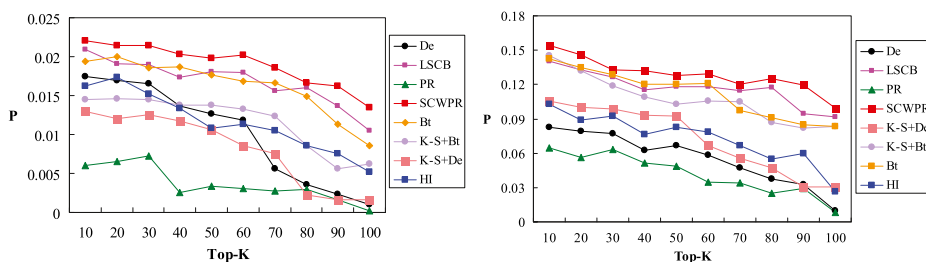 0.025
0.02
0.015
0.01
0.005
0
P
10 20 30 40 50 60 70 80 90 100
Top-K
De
LSCB
PR
SCWPR
Bt
K-S+Bt
K-S+De
HI
0.18
0.15
0.12
0.09
0.06
0.03
0
P
10 20 30 40 50 60 70 80 90 100
Top-K
De
LSCB
PR
SCWPR
K-S+De
K-S+Bt
Bt
HI